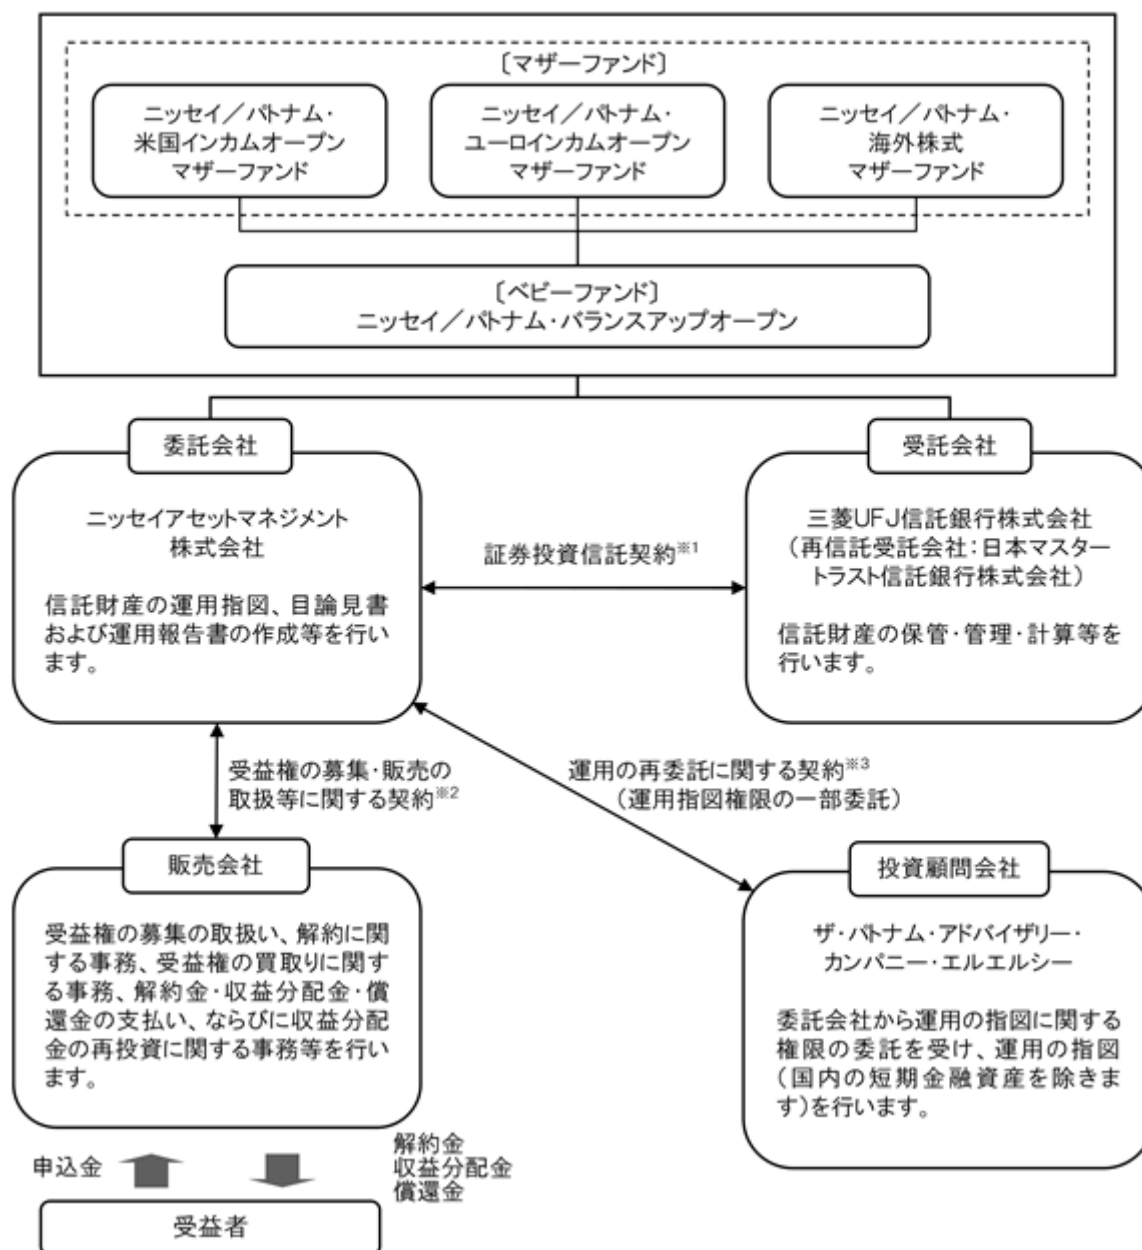 〔マザーファンド〕
ニッセイ／パトナム・
米国インカムオープン
マザーファンド
ニッセイ／パトナム・
ユーロインカムオープン
マザーファンド
ニッセイ／パトナム・
海外株式
マザーファンド
〔ベビーファンド〕
ニッセイ／パトナム・バランスアップオープン
委託会社
ニッセイアセットマネジメント
株式会社
信託財産の運用指図、目論見書
および運用報告書の作成等を行い
ます。
証券投資信託契約※1
受託会社
三菱UFJ信託銀行株式会社
（再信託受託会社：日本マスター
トラスト信託銀行株式会社）
信託財産の保管・管理・計算等を
行います。
受益権の募集・販売の
取扱等に関する契約※2
運用の再委託に関する契約※3
（運用指図権限の一部委託）
販売会社
受益権の募集の取扱い、解約に関
する事務、受益権の買取りに関す
る事務、解約金・収益分配金・償
還金の支払い、ならびに収益分配
金の再投資に関する事務等を行い
ます。
投資顧問会社
ザ・パトナム・アドバイザリー・
カンパニー・エルエルシー
委託会社から運用の指図に関する
権限の委託を受け、運用の指図
（国内の短期金融資産を除きま
す）を行います。
申込金
解約金
収益分配金
償還金
受益者